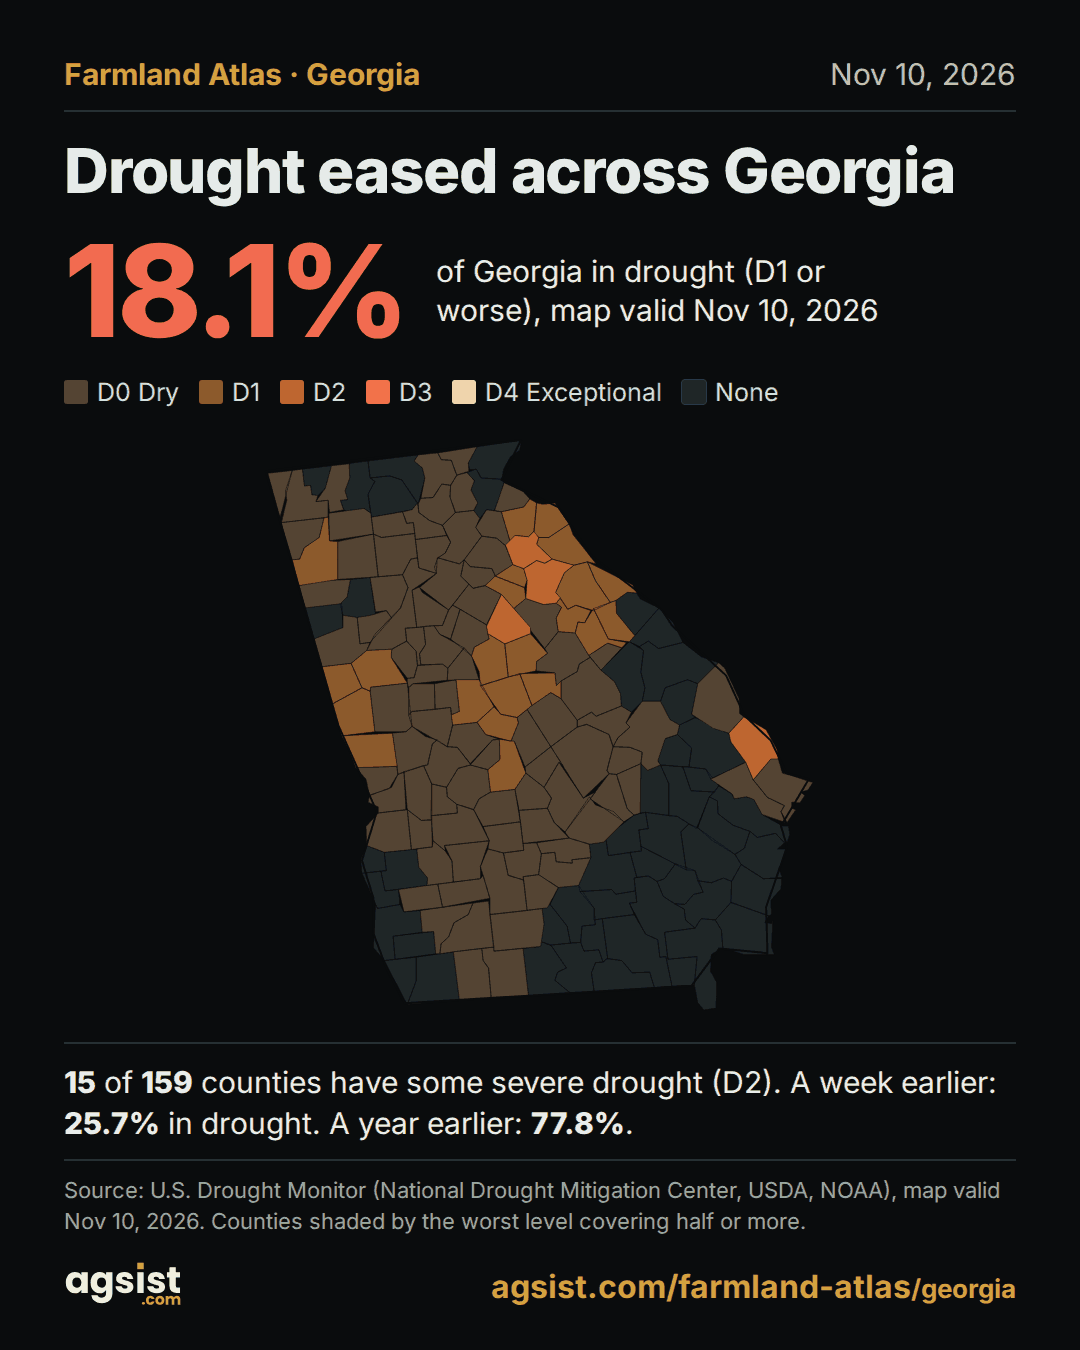 Farmland Atlas · Georgia
Nov 10, 2026
Drought eased across Georgia
18.1%
of Georgia in drought (D1 or
worse), map valid Nov 10, 2026
D0 Dry D1 D2 D3 D4 Exceptional None
15 of 159 counties have some severe drought (D2). A week earlier:
25.7% in drought. A year earlier: 77.8%.
Source: U.S. Drought Monitor (National Drought Mitigation Center, USDA, NOAA), map valid
Nov 10, 2026. Counties shaded by the worst level covering half or more.
agsist
.com
agsist.com/farmland-atlas/georgia